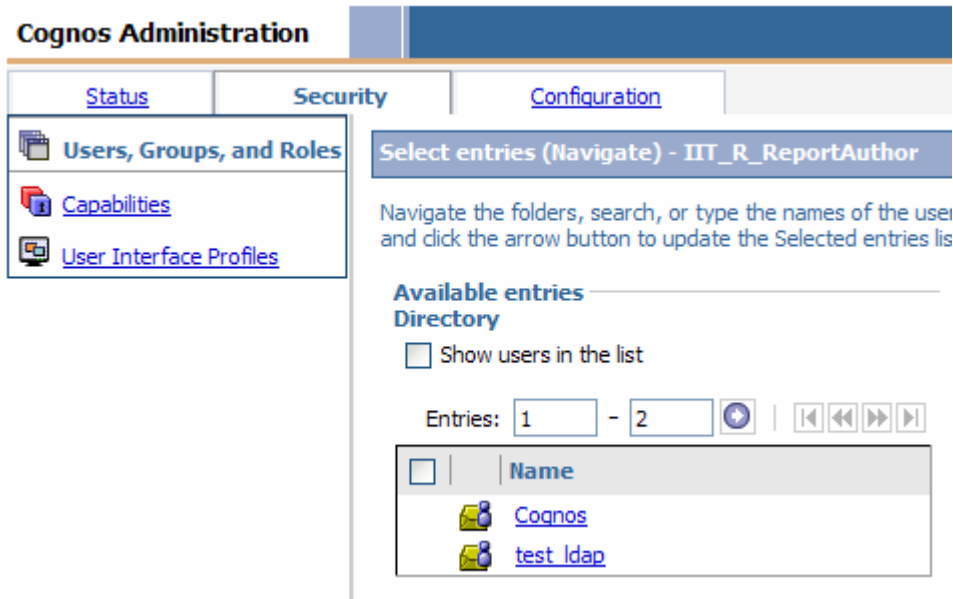 Cognos Administration
Status Security Configuration
Users, Groups, and Roles
Capabilities
User Interface Profiles
Select entries (Navigate) - IIT_R_ReportAuthor
Navigate the folders, search, or type the names of the use
and click the arrow button to update the Selected entries lis
Available entries
Directory
Show users in the list
Entries: 1 - 2
Name
Cognos
test_ldap